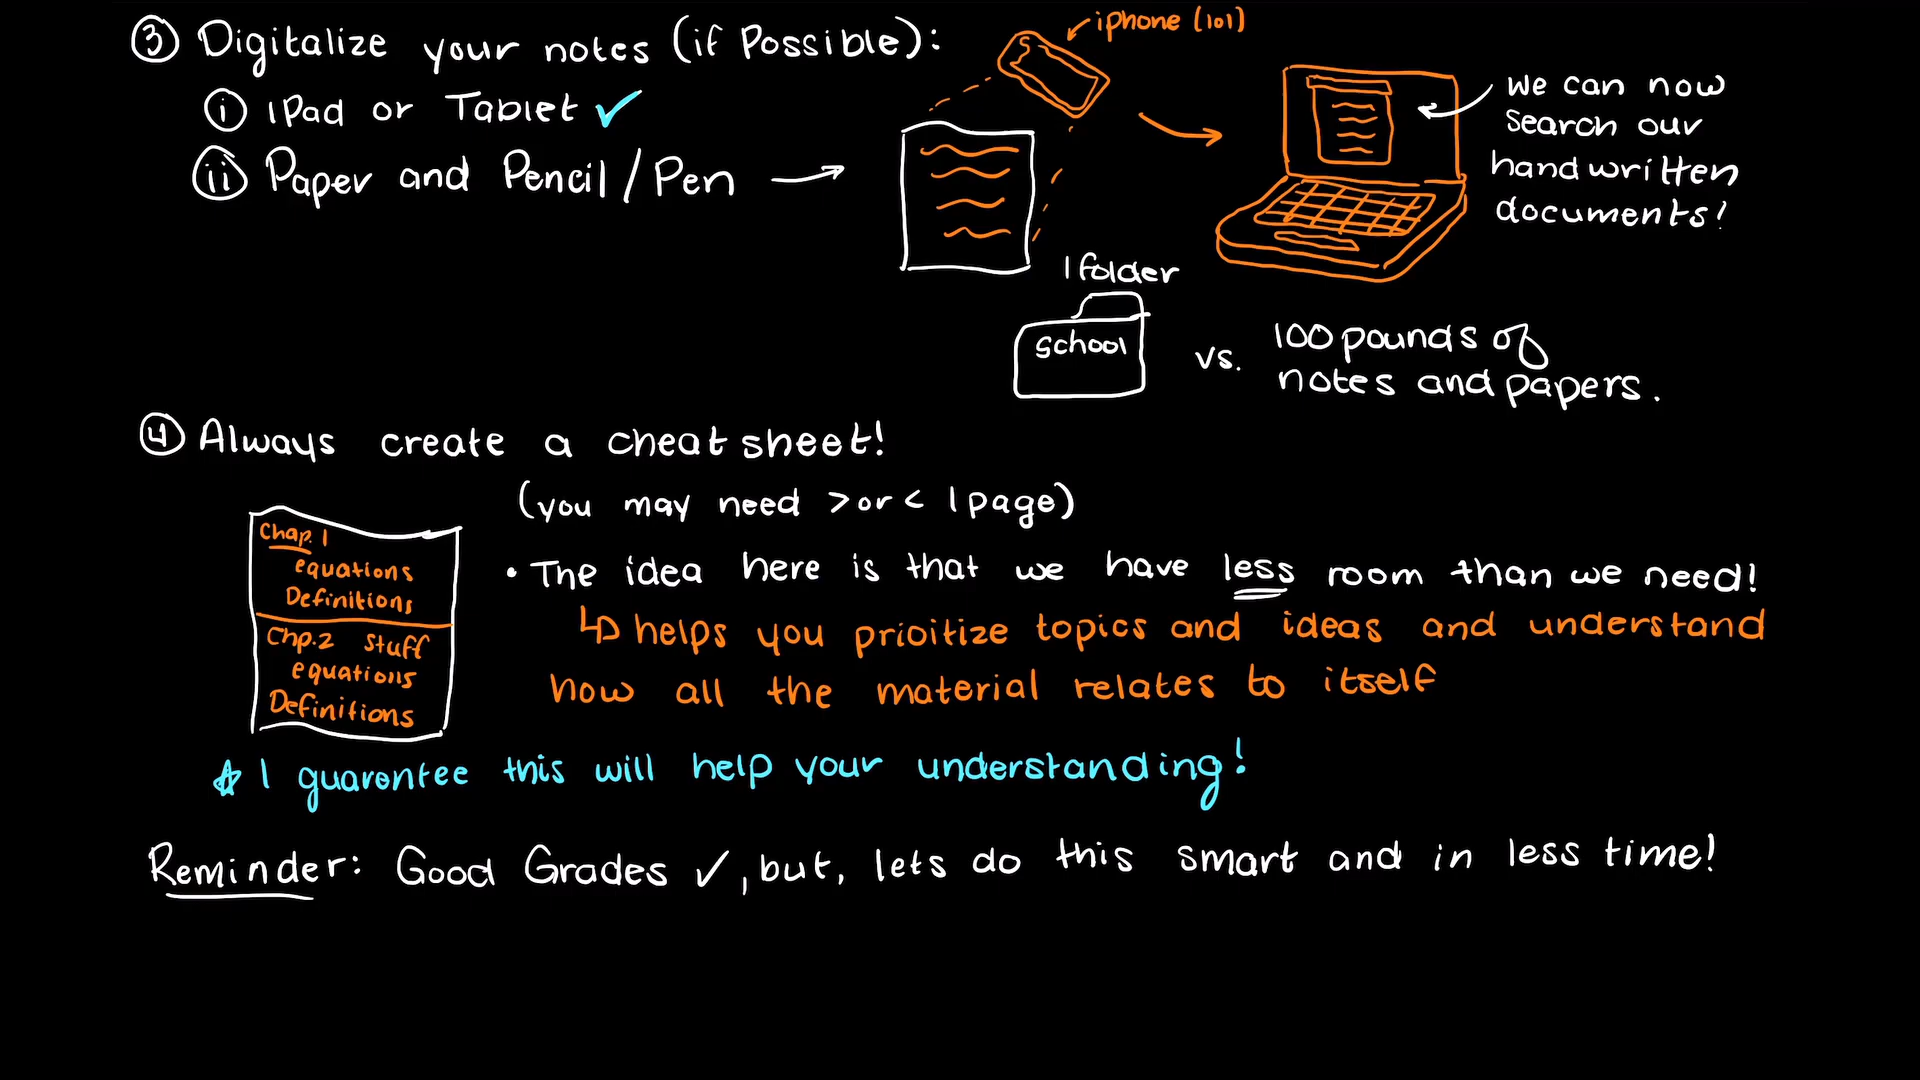 ③ Digitalize your notes (if Possible):
iphone (101)
ⓘ IPad or Tablet ✓
ⓘⓘ Paper and Pencil/Pen →
we can now
search our
handwritten
documents!
1 folder
school
vs.
100 pounds of
notes and papers.
④ Always create a cheat sheet!
(you may need > or < 1 page)
Chap. 1
equations
Definitions
Chp. 2 stuff
equations
Definitions
• The idea here is that we have less room than we need!
↳ helps you prioitize topics and ideas and understand
how all the material relates to itself
☆ I guarentee this will help your understanding!
Reminder: Good Grades ✓, but, lets do this smart and in less time!